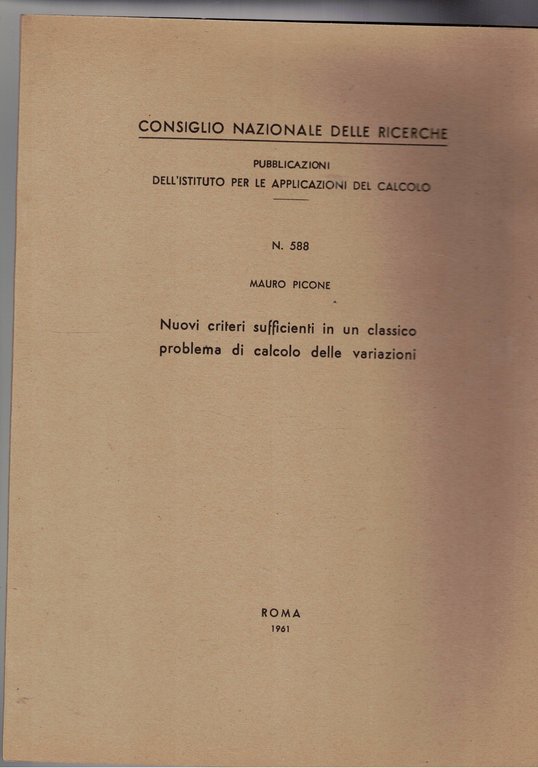 CONSIGLIO NAZIONALE DELLE RICERCHE
PUBBLICAZIONI
DELL'ISTITUTO PER LE APPLICAZIONI DEL CALCOLO
N. 588
MAURO PICONE
Nuovi criteri sufficienti in un classico
problema di calcolo delle variazioni
ROMA
1961